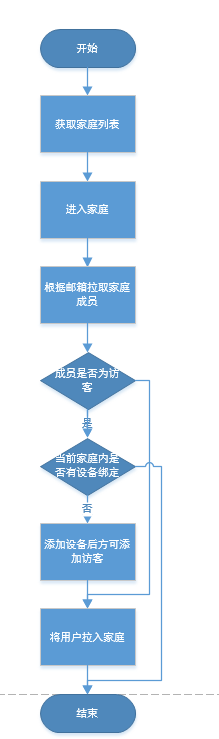 开始
获取家庭列表
进入家庭
根据邮箱拉取家庭
成员
成员是否为访
客
是
当前家庭内是
否有设备绑定
否
添加设备后方可添
加访客
将用户拉入家庭
结束